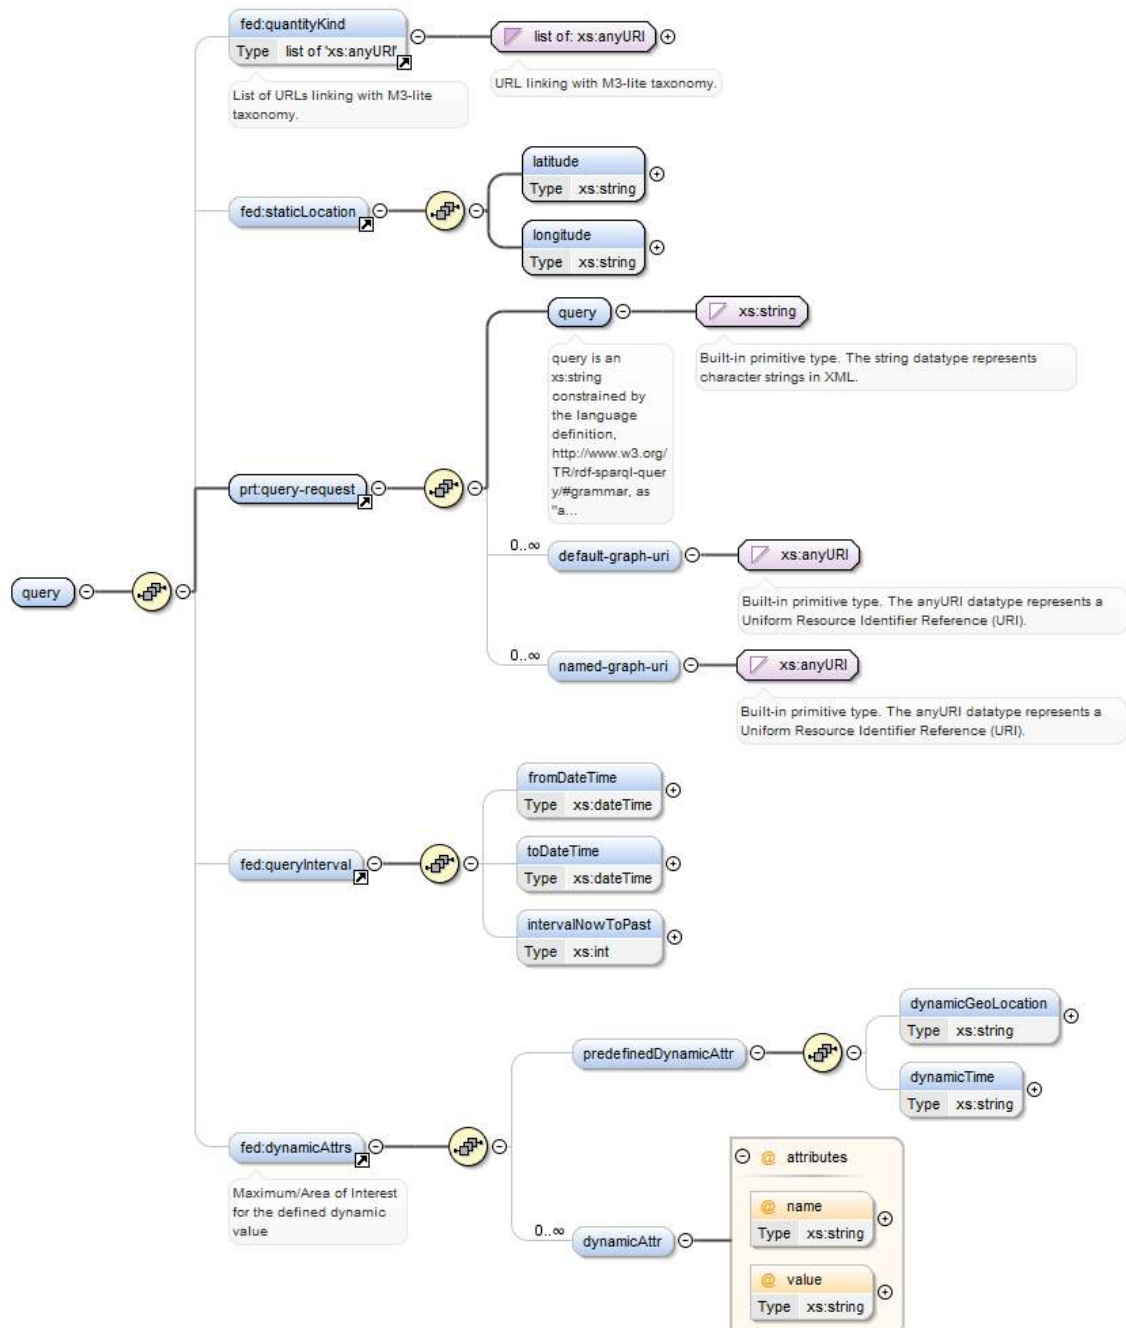 fed:quantityKind
Type list of 'xs:anyURI'
list of: xs:anyURI
URL linking with M3-lite taxonomy.
List of URLs linking with M3-lite
taxonomy.
latitude
Type xs:string
fed:staticLocation
longitude
Type xs:string
query
xs:string
query is an
xs:string
constrained by
the language
definition,
http://www.w3.org/
TR/rdf-sparql-quer
y/#grammar, as
"a...
Built-in primitive type. The string datatype represents
character strings in XML.
prt:query-request
0..∞
default-graph-uri
xs:anyURI
Built-in primitive type. The anyURI datatype represents a
Uniform Resource Identifier Reference (URI).
query
0..∞
named-graph-uri
xs:anyURI
Built-in primitive type. The anyURI datatype represents a
Uniform Resource Identifier Reference (URI).
fromDateTime
Type xs:dateTime
fed:queryInterval
toDateTime
Type xs:dateTime
intervalNowToPast
Type xs:int
dynamicGeoLocation
Type xs:string
predefinedDynamicAttr
dynamicTime
Type xs:string
fed:dynamicAttrs
Maximum/Area of Interest
for the defined dynamic
value
@ attributes
@ name
Type xs:string
0..∞
dynamicAttr
@ value
Type xs:string